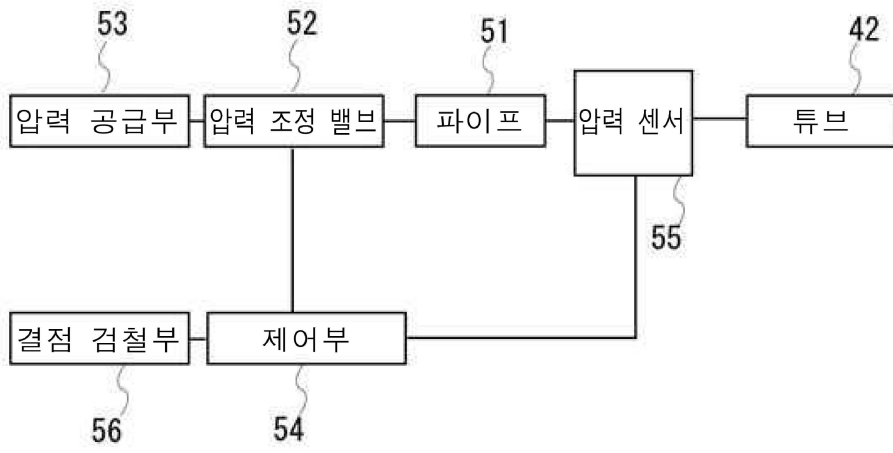 53
52
51
42
압력 공급부
압력 조정 밸브
파이프
압력 센서
튜브
55
결점 검철부
제어부
56
54